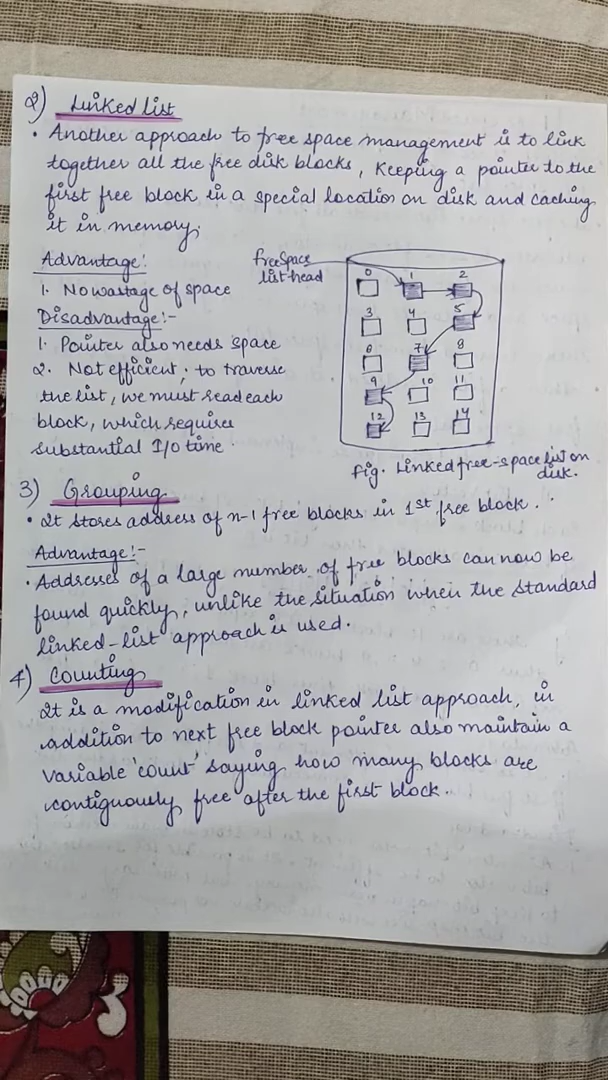 2) Linked list
• Another approach to free space management is to link
together all the free disk blocks, keeping a pointer to the
first free block in a special location on disk and caching
it in memory.
Advantage:
1. No wastage of space
Disadvantage:-
1. Pointer also needs space
2. Not efficient; to traverse
the list, we must read each
block, which requires
substantial I/O time.
free space
list head
0 1 2
3 4 5
6 7 8
9 10 11
12 13 14
Fig. Linked free-space list on
disk.
3) Grouping
• It stores address of n-1 free blocks in 1st free block.
Advantage:-
• Addresses of a large number of free blocks can now be
found quickly, unlike the situation when the standard
linked-list approach is used.
4) Counting
It is a modification in linked list approach, in
addition to next free block pointer also maintain a
variable 'count' saying how many blocks are
contiguously free after the first block.